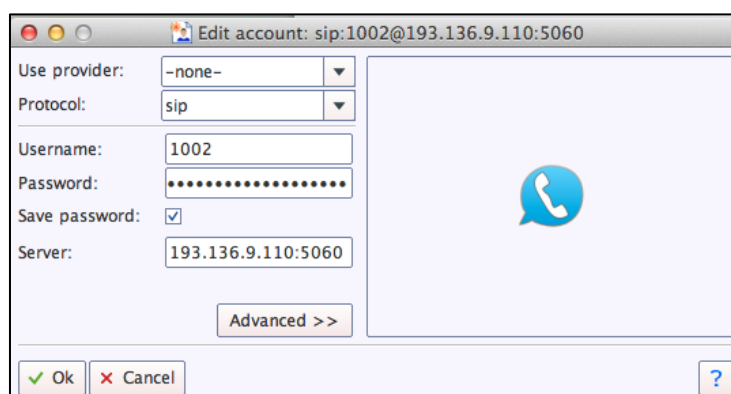 Edit account: sip:1002@193.136.9.110:5060
Use provider: -none-
Protocol: sip
Username: 1002
Password: •••••••••••••••••••
Save password:
Server: 193.136.9.110:5060
Advanced >>
Ok Cancel ?